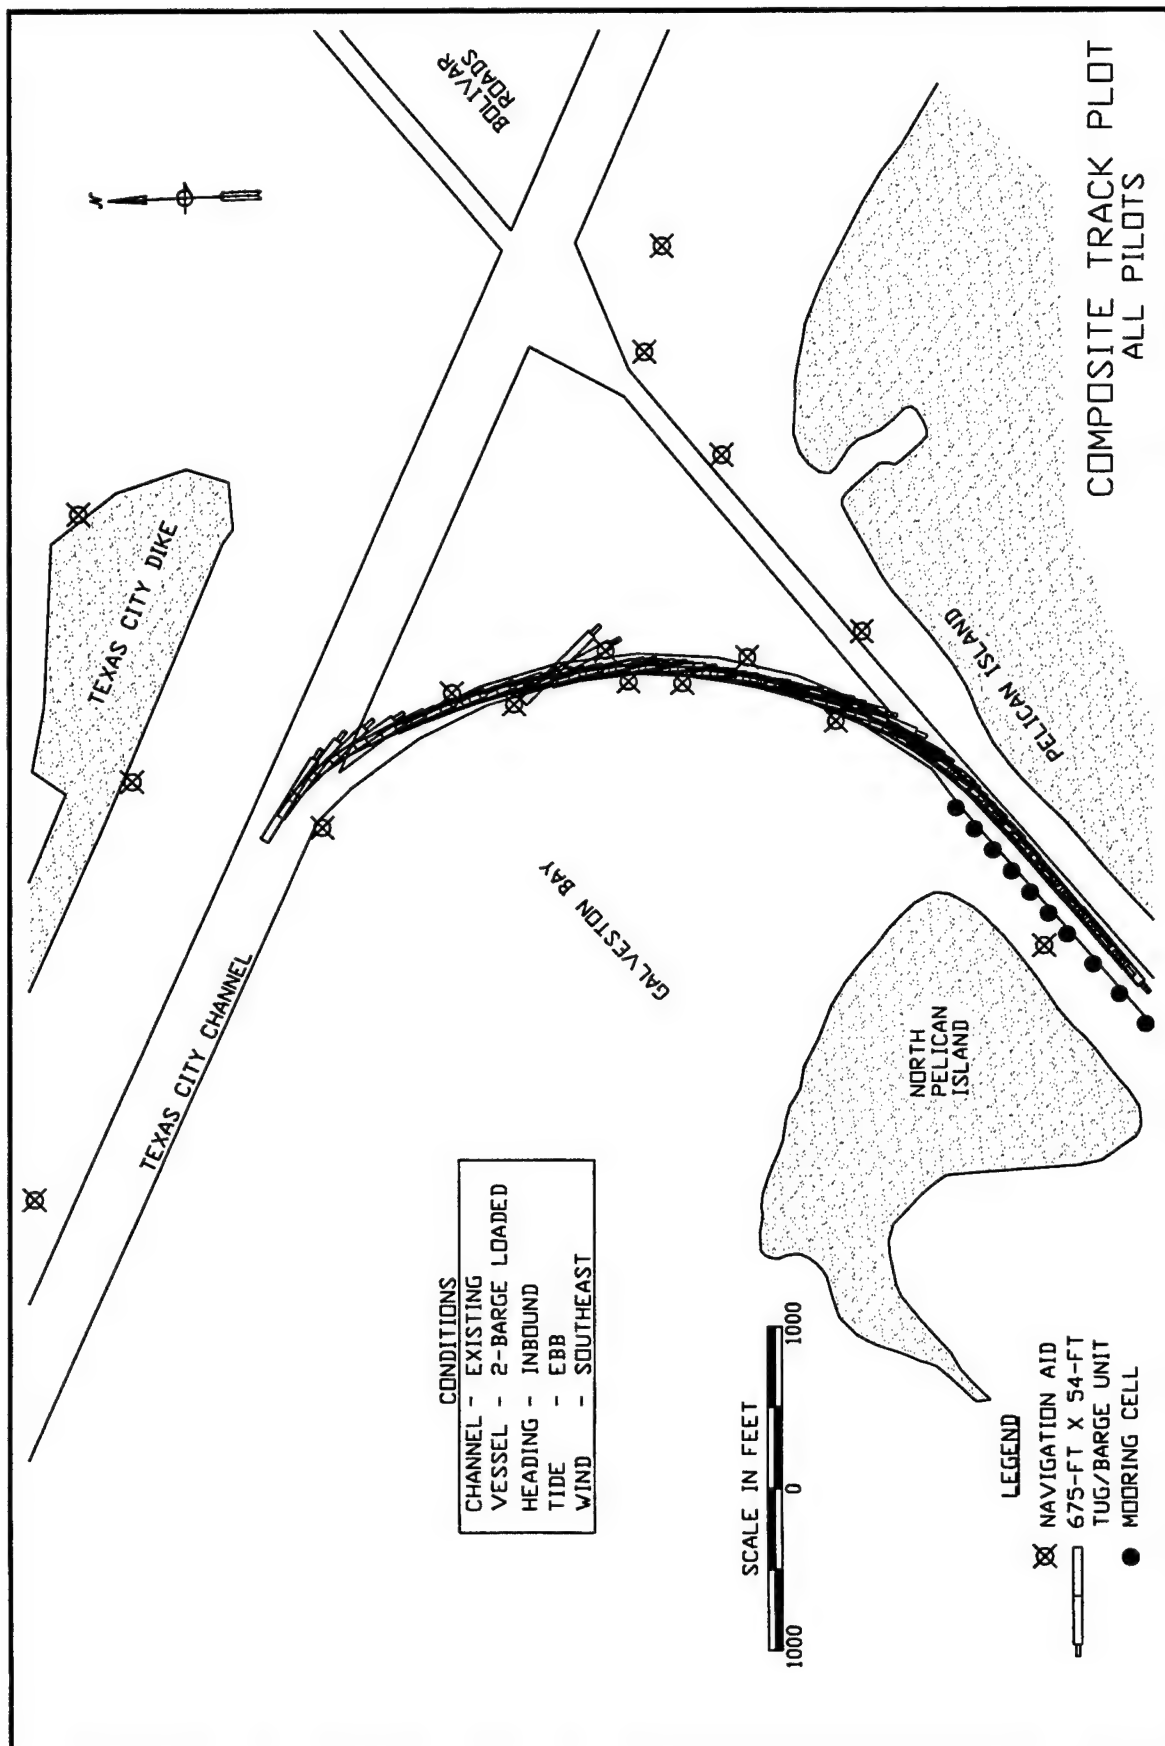 N
BOLIVAR
ROADS
TEXAS CITY DIKE
TEXAS CITY CHANNEL
GALVESTON BAY
PELICAN ISLAND
NORTH
PELICAN
ISLAND
CONDITIONS
CHANNEL - EXISTING
VESSEL - 2-BARGE LOADED
HEADING - INBOUND
TIDE - EBB
WIND - SOUTHEAST
SCALE IN FEET
1000 0 1000
LEGEND
NAVIGATION AID
675-FT X 54-FT
TUG/BARGE UNIT
MOORING CELL
COMPOSITE TRACK PLOT
ALL PILOTS